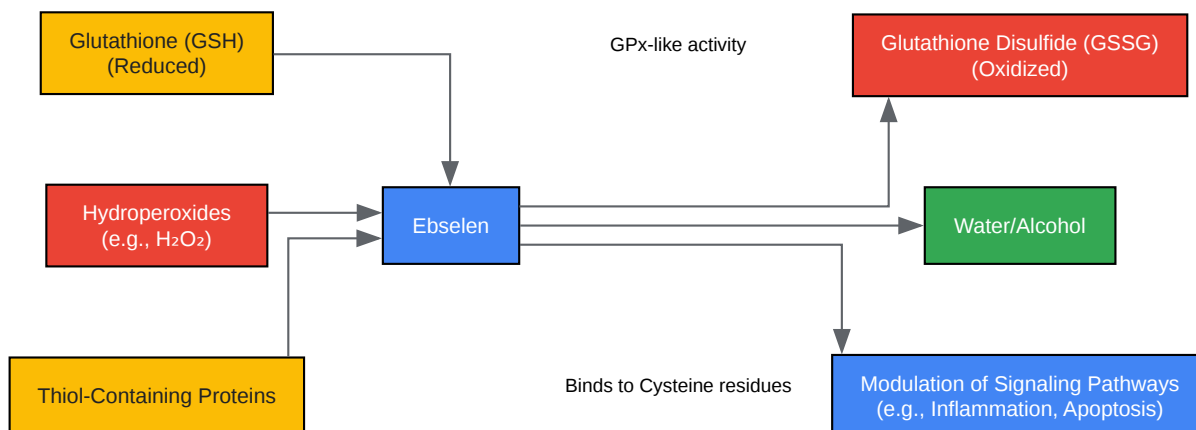 Glutathione (GSH)
(Reduced)
GPx-like activity
Glutathione Disulfide (GSSG)
(Oxidized)
Hydroperoxides
(e.g., H₂O₂)
Ebselen
Water/Alcohol
Thiol-Containing Proteins
Binds to Cysteine residues
Modulation of Signaling Pathways
(e.g., Inflammation, Apoptosis)